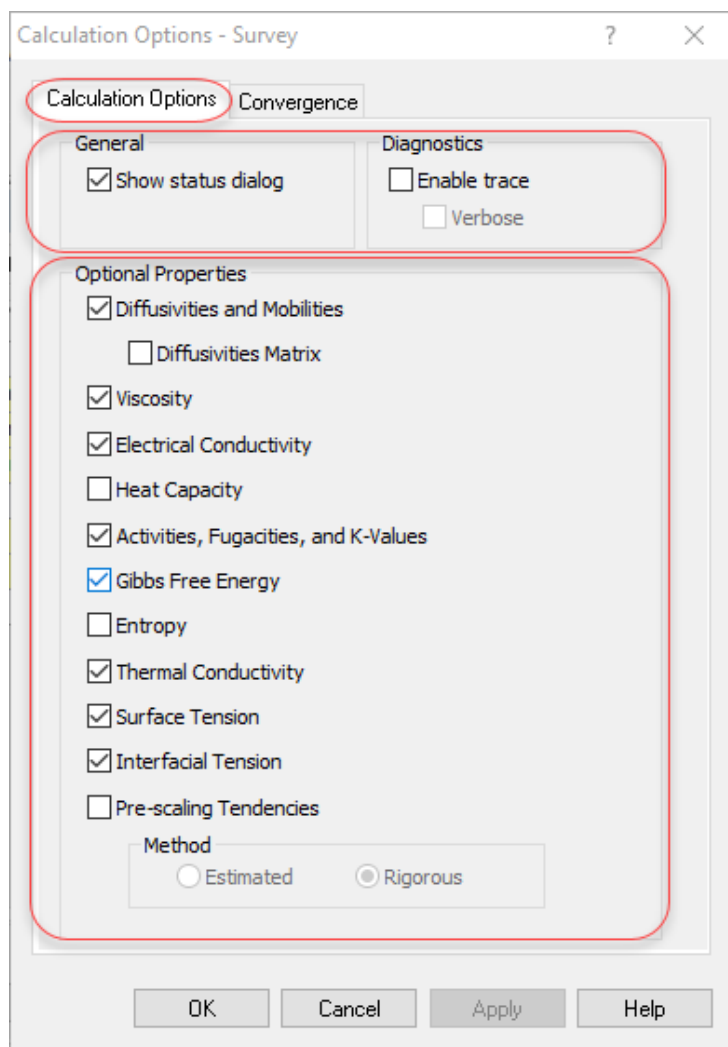 Calculation Options - Survey
Calculation Options
Convergence
General
Show status dialog
Diagnostics
Enable trace
Verbose
Optional Properties
Diffusivities and Mobilities
Diffusivities Matrix
Viscosity
Electrical Conductivity
Heat Capacity
Activities, Fugacities, and K-Values
Gibbs Free Energy
Entropy
Thermal Conductivity
Surface Tension
Interfacial Tension
Pre-scaling Tendencies
Method
Estimated
Rigorous
OK
Cancel
Apply
Help